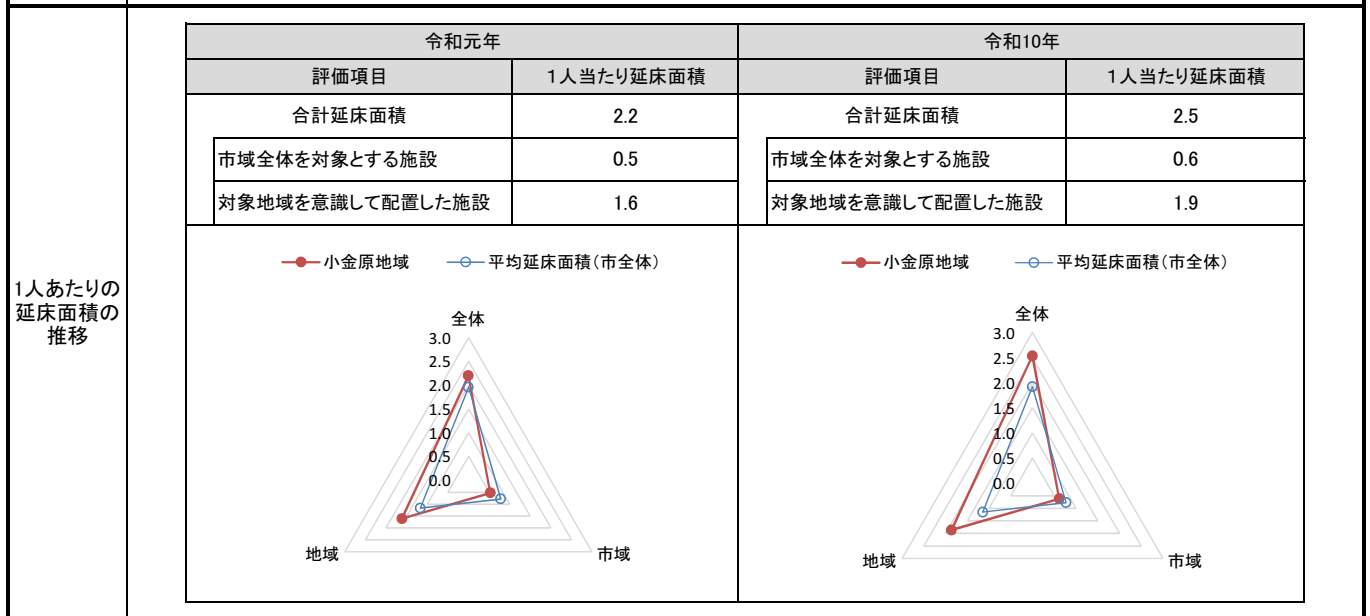 1人あたりの
延床面積の
推移
令和元年 令和10年
評価項目 1人当たり延床面積 評価項目 1人当たり延床面積
合計延床面積 2.2 合計延床面積 2.5
市域全体を対象とする施設 0.5 市域全体を対象とする施設 0.6
対象地域を意識して配置した施設 1.6 対象地域を意識して配置した施設 1.9
小金原地域 平均延床面積(市全体)
全体
3.0
2.5
2.0
1.5
1.0
0.5
0.0
地域 市域
小金原地域 平均延床面積(市全体)
全体
3.0
2.5
2.0
1.5
1.0
0.5
0.0
地域 市域